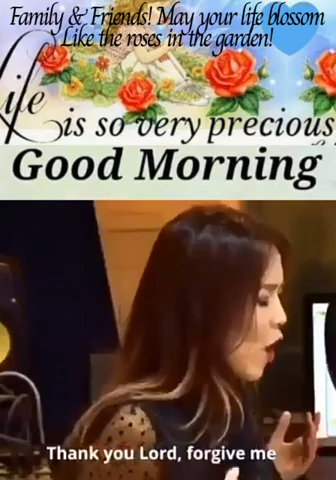 Family & Friends! May your life blossom
Like the roses in the garden!
Life is so very precious,
Good Morning
Thank you Lord, forgive me